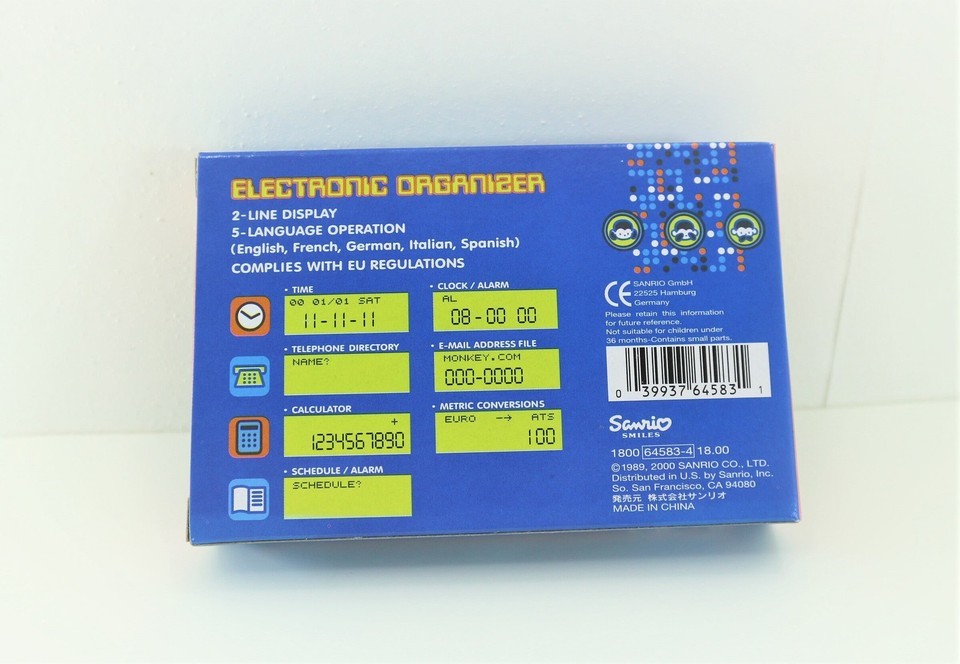 ELECTRONIC ORGANIZER
2-LINE DISPLAY
5-LANGUAGE OPERATION
(English, French, German, Italian, Spanish)
COMPLIES WITH EU REGULATIONS
• TIME
00 01/01 SAT
11-11-11
• CLOCK / ALARM
AL
08-00 00
• TELEPHONE DIRECTORY
NAME?
• E-MAIL ADDRESS FILE
MONKEY.COM
000-0000
• CALCULATOR
+
1234567890
• METRIC CONVERSIONS
EURO → ATS
100
• SCHEDULE / ALARM
SCHEDULE?
CE
SANRIO GmbH
22525 Hamburg
Germany
Please retain this information
for future reference.
Not suitable for children under
36 months-Contains small parts.
0 39937 64583 1
Sanrio
SMILES
1800 64583-4 18.00
©1989, 2000 SANRIO CO., LTD.
Distributed in U.S. by Sanrio, Inc.
So. San Francisco, CA 94080
発売元 株式会社サンリオ
MADE IN CHINA